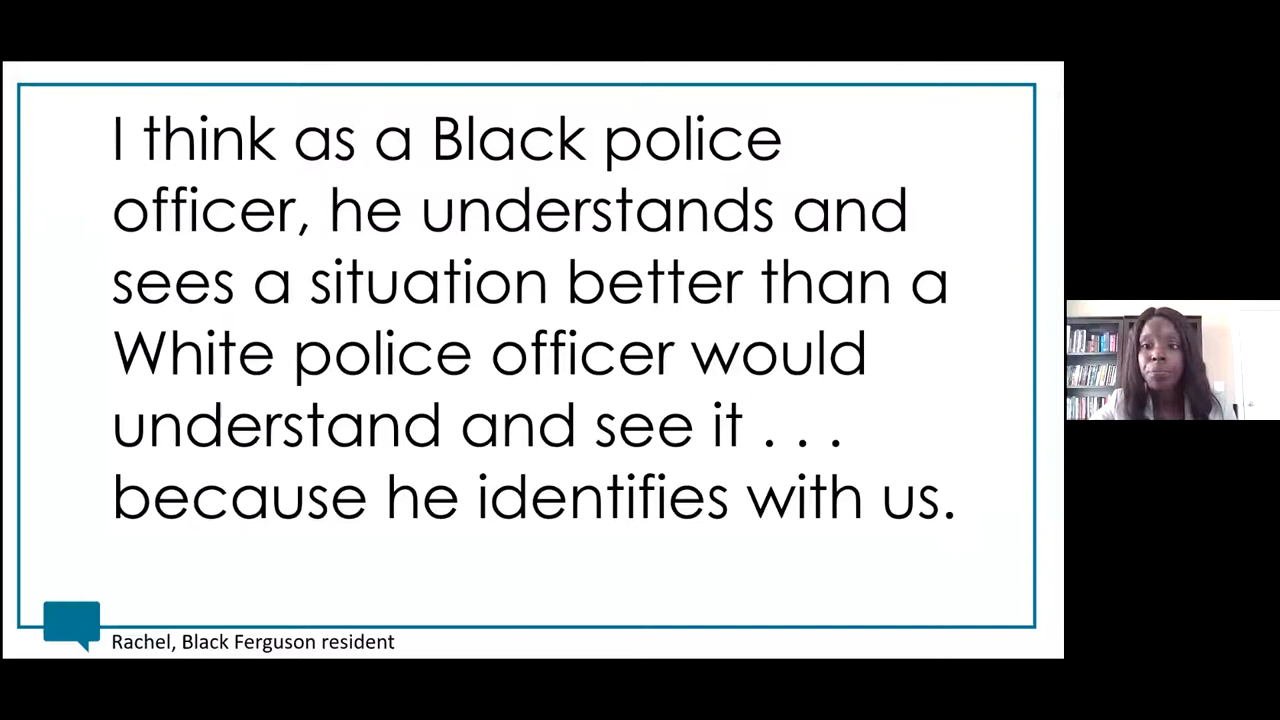 I think as a Black police
officer, he understands and
sees a situation better than a
White police officer would
understand and see it . . .
because he identifies with us.
Rachel, Black Ferguson resident